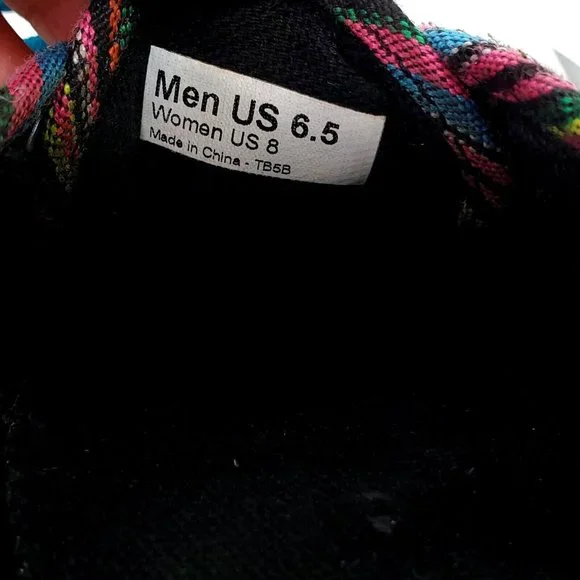 Men US 6.5
Women US 8
Made in China - TB5B